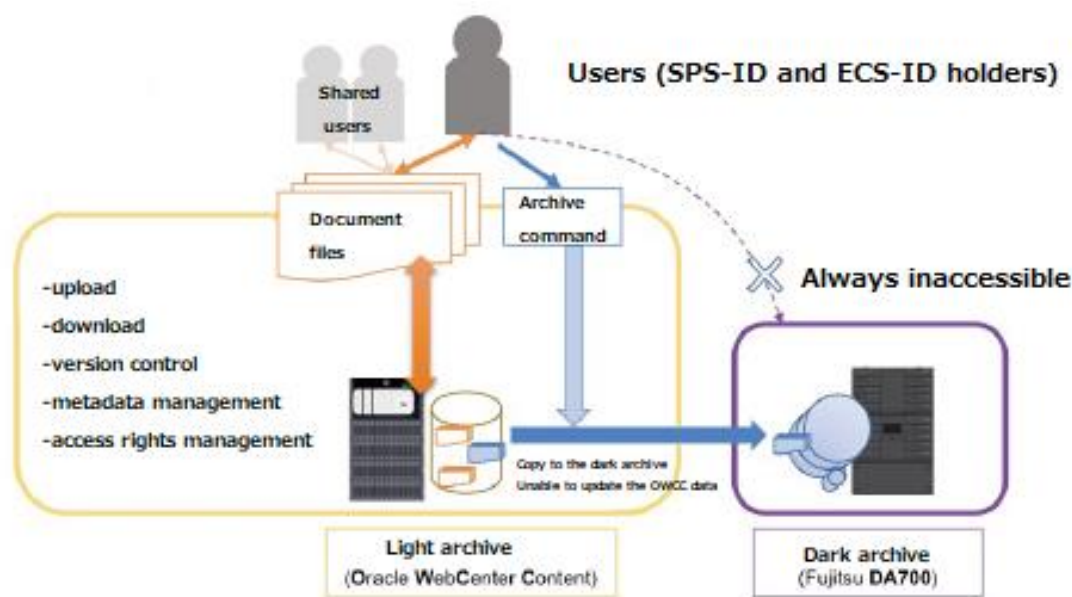 Users (SPS-ID and ECS-ID holders)
Shared
users
Document
files
Archive
command
Always inaccessible
-upload
-download
-version control
-metadata management
-access rights management
Copy to the dark archive
Unable to update the OWCC data
Light archive
(Oracle WebCenter Content)
Dark archive
(Fujitsu DA700)